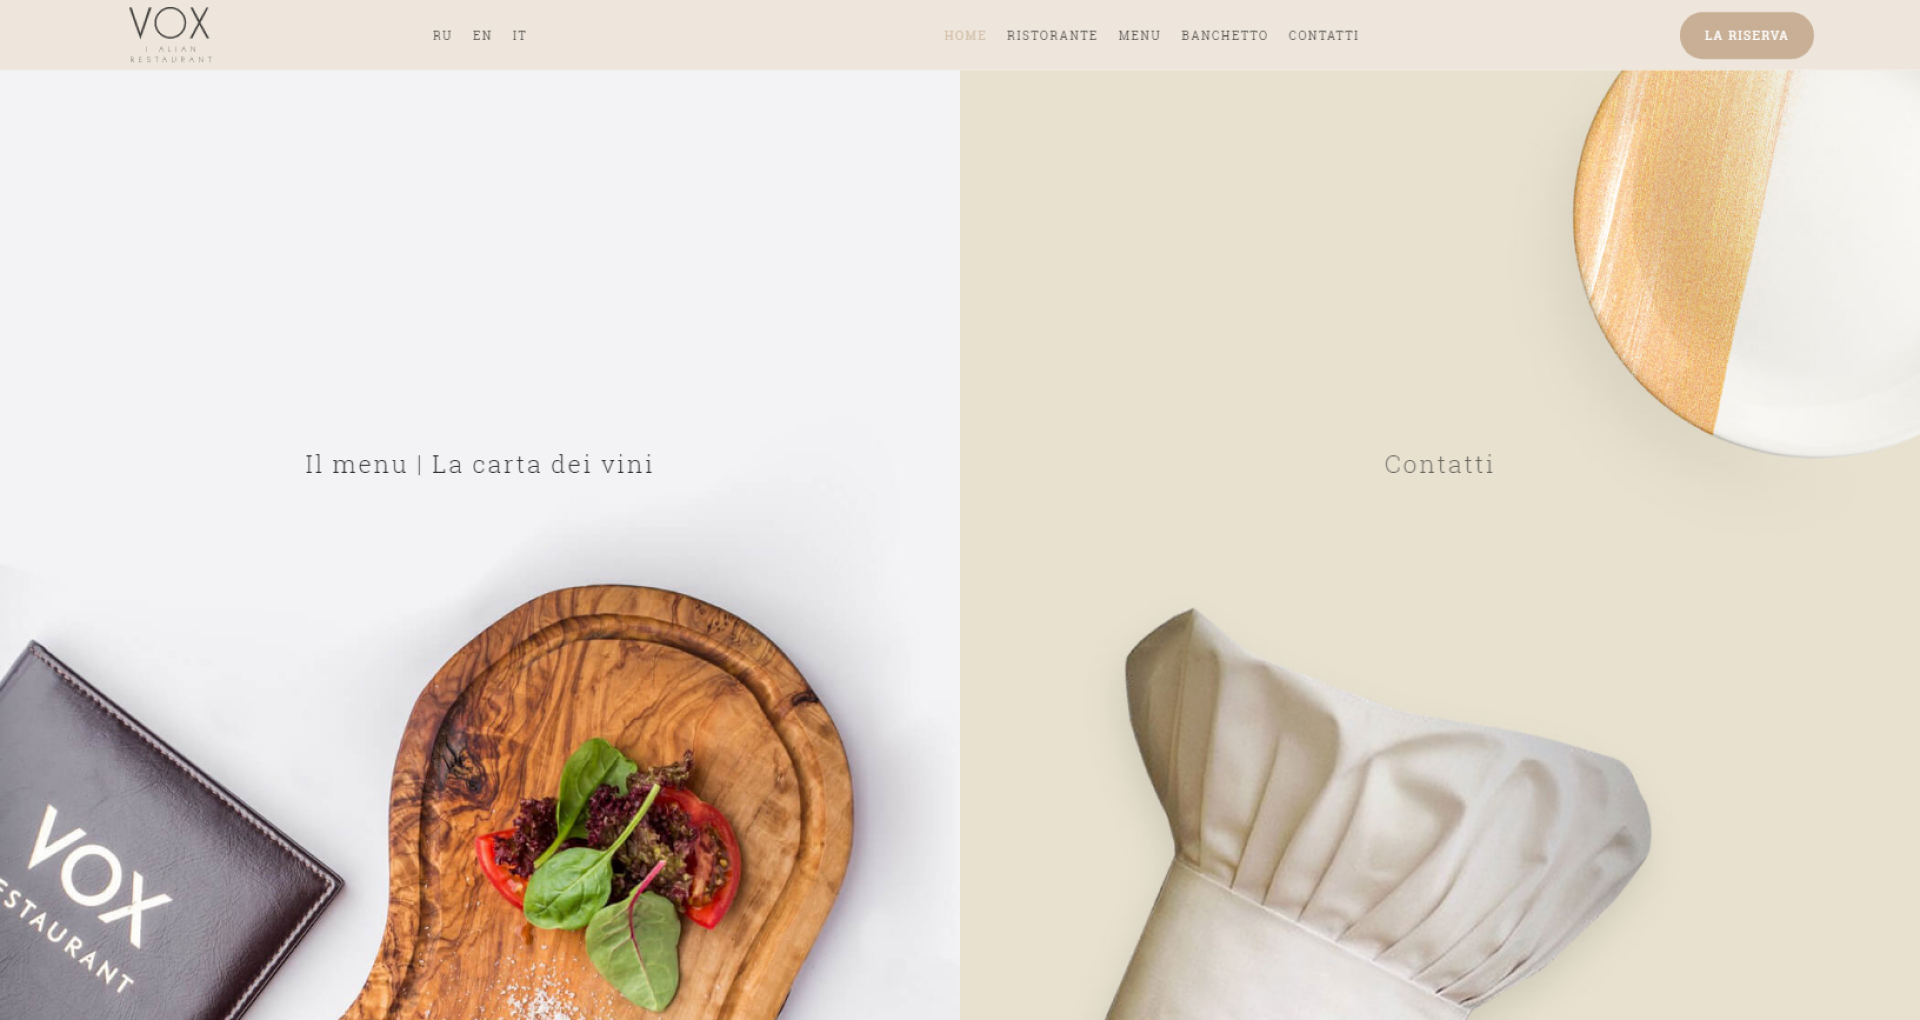 VOX
I ALIAN
RESTAURANT
RU EN IT
HOME RISTORANTE MENU BANCHETTO CONTATTI
LA RISERVA
Il menu | La carta dei vini
Contatti
VOX
ESTAURANT